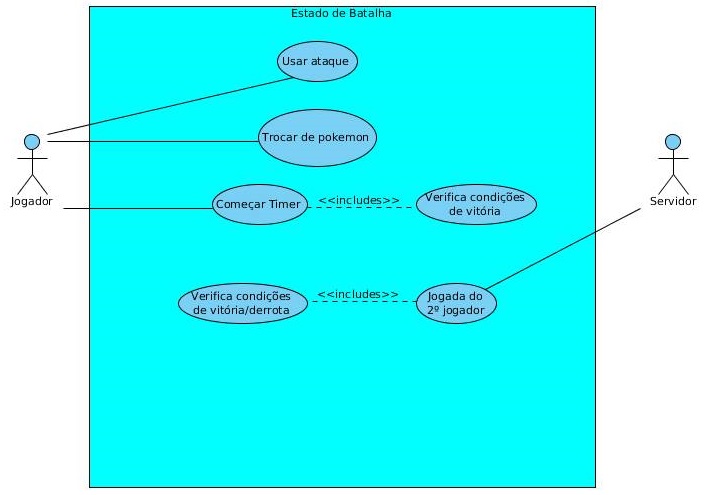 Estado de Batalha
Usar ataque
Trocar de pokemon
Jogador
Começar Timer
<<includes>>
Verifica condições
de vitória
Servidor
Verifica condições
de vitória/derrota
<<includes>>
Jogada do
2º jogador